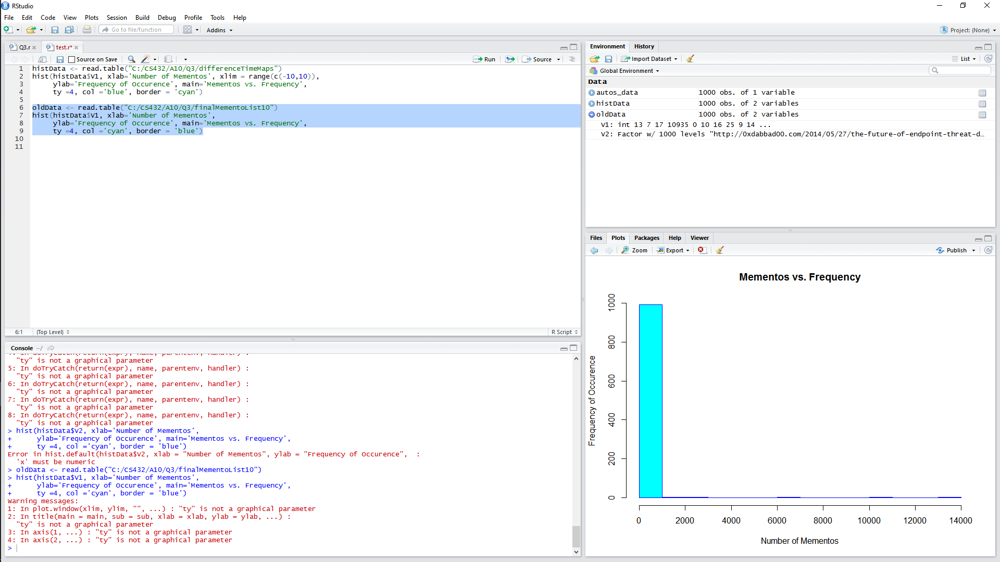 RStudio
File Edit Code View Plots Session Build Debug Profile Tools Help
Go to file/function Addins Project: (None)
Q3.r test.r*
Source on Save Run Source
1 histData <- read.table("C:/CS432/A10/Q3/differenceTimeMaps")
2 hist(histData$V1, xlab='Number of Mementos', xlim = range(c(-10,10)),
3 ylab='Frequency of Occurence', main='Mementos vs. Frequency',
4 ty =4, col ='blue', border = 'cyan')
5
6 oldData <- read.table("C:/CS432/A10/Q3/finalMementoList10")
7 hist(histData$V1, xlab='Number of Mementos',
8 ylab='Frequency of Occurence', main='Mementos vs. Frequency',
9 ty =4, col ='cyan', border = 'blue')
10
11
6:1 (Top Level) R Script
Console ~/
"ty" is not a graphical parameter
5: In doTryCatch(return(expr), name, parentenv, handler) :
"ty" is not a graphical parameter
6: In doTryCatch(return(expr), name, parentenv, handler) :
"ty" is not a graphical parameter
7: In doTryCatch(return(expr), name, parentenv, handler) :
"ty" is not a graphical parameter
8: In doTryCatch(return(expr), name, parentenv, handler) :
"ty" is not a graphical parameter
> hist(histData$V2, xlab='Number of Mementos',
+ ylab='Frequency of Occurence', main='Mementos vs. Frequency',
+ ty =4, col ='cyan', border = 'blue')
Error in hist.default(histData$V2, xlab = "Number of Mementos", ylab = "Frequency of Occurence", :
'x' must be numeric
> oldData <- read.table("C:/CS432/A10/Q3/finalMementoList10")
> hist(histData$V1, xlab='Number of Mementos',
+ ylab='Frequency of Occurence', main='Mementos vs. Frequency',
+ ty =4, col ='cyan', border = 'blue')
Warning messages:
1: In plot.window(xlim, ylim, "", ...) : "ty" is not a graphical parameter
2: In title(main = main, sub = sub, xlab = xlab, ylab = ylab, ...) :
"ty" is not a graphical parameter
3: In axis(1, ...) : "ty" is not a graphical parameter
4: In axis(2, ...) : "ty" is not a graphical parameter
>
Environment History
Import Dataset List
Global Environment
Data
autos_data 1000 obs. of 1 variable
histData 1000 obs. of 2 variables
oldData 1000 obs. of 2 variables
V1: int 13 7 17 10935 0 10 16 25 9 14 ...
V2: Factor w/ 1000 levels "http://0xdabbad00.com/2014/05/27/the-future-of-endpoint-threat-d…
Files Plots Packages Help Viewer
Zoom Export Publish
Mementos vs. Frequency
Frequency of Occurence
1000
800
600
400
200
0
0 2000 4000 6000 8000 10000 12000 14000
Number of Mementos